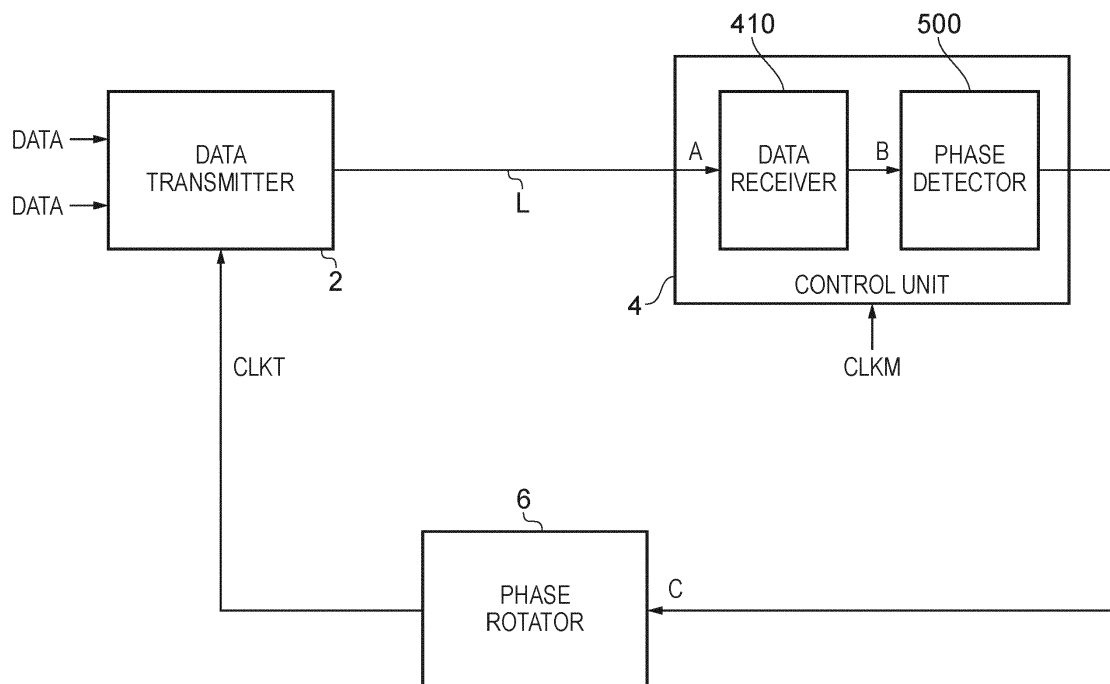 410
500
DATA
DATA
DATA
TRANSMITTER
A
DATA
RECEIVER
B
PHASE
DETECTOR
L
2
4
CONTROL UNIT
CLKT
CLKM
6
PHASE
ROTATOR
C